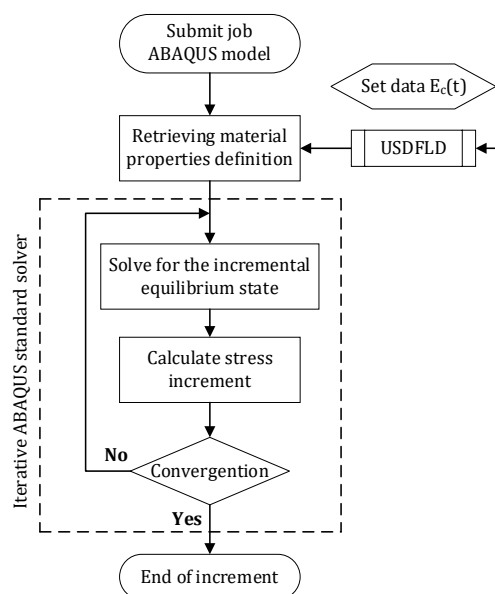 Submit job
ABAQUS model
Set data E_c(t)
Retrieving material
properties definition
USDFLD
Iterative ABAQUS standard solver
Solve for the incremental
equilibrium state
Calculate stress
increment
No
Convergention
Yes
End of increment